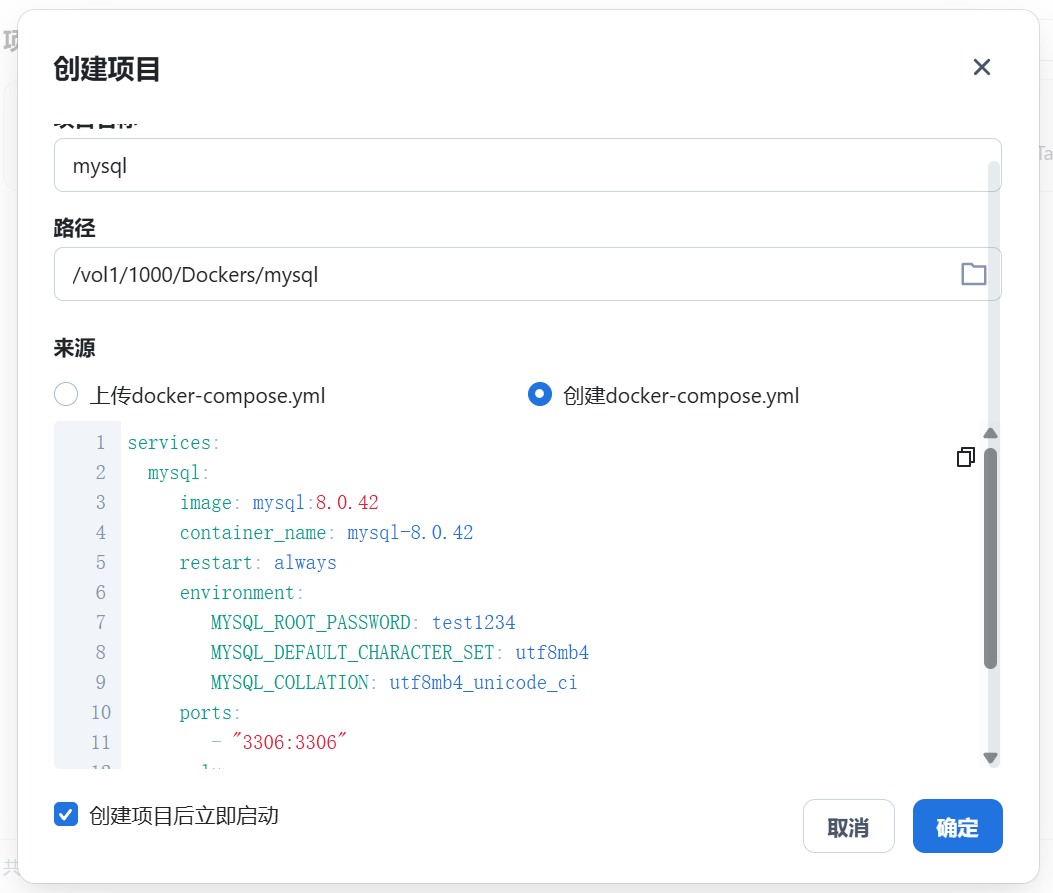 创建项目
mysql
路径
/vol1/1000/Dockers/mysql
来源
上传docker-compose.yml
创建docker-compose.yml
1 services:
2 mysql:
3 image: mysql:8.0.42
4 container_name: mysql-8.0.42
5 restart: always
6 environment:
7 MYSQL_ROOT_PASSWORD: test1234
8 MYSQL_DEFAULT_CHARACTER_SET: utf8mb4
9 MYSQL_COLLATION: utf8mb4_unicode_ci
10 ports:
11 - "3306:3306"
创建项目后立即启动
取消
确定